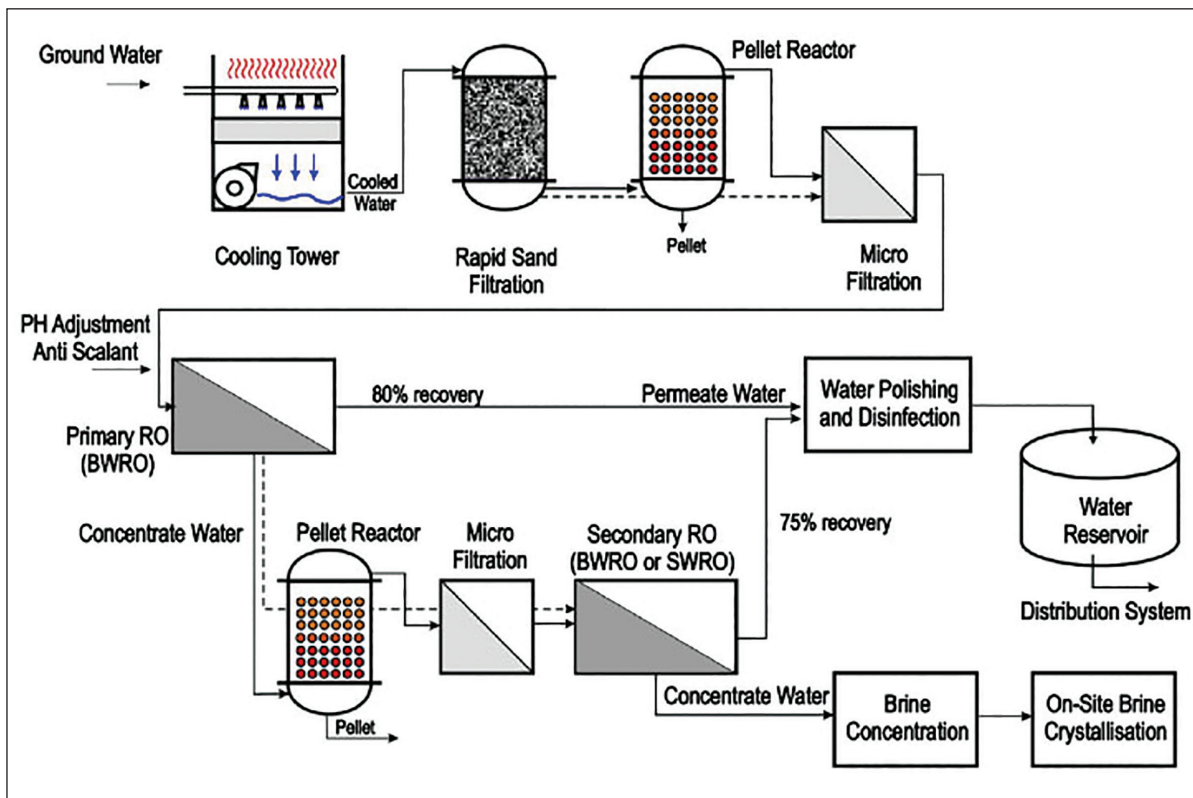 Ground Water
Pellet Reactor
Cooled
Water
Pellet
Cooling Tower
Rapid Sand
Filtration
Micro
Filtration
PH Adjustment
Anti Scalant
80% recovery
Permeate Water
Water Polishing
and Disinfection
Primary RO
(BWRO)
Concentrate Water
Pellet Reactor
Micro
Filtration
Secondary RO
(BWRO or SWRO)
75% recovery
Water
Reservoir
Distribution System
Pellet
Concentrate Water
Brine
Concentration
On-Site Brine
Crystallisation